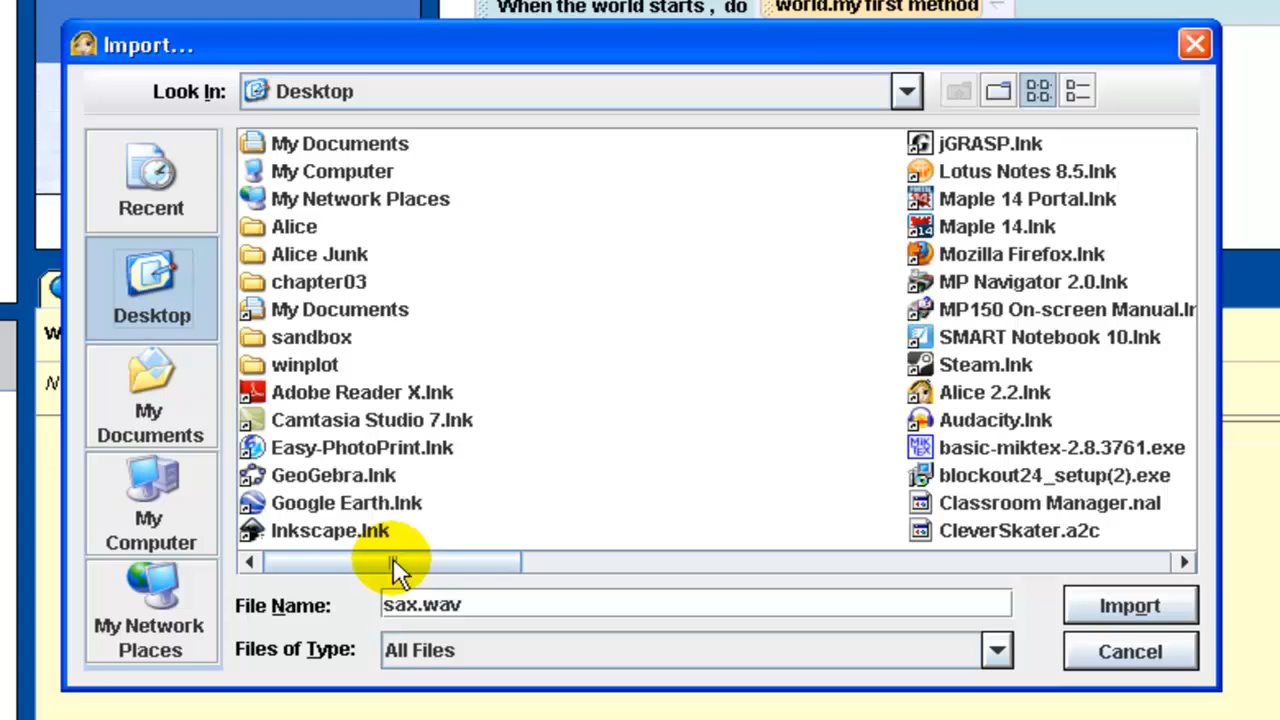 When the world starts , do world.my first method
Import...
Look In: Desktop
Recent
Desktop
My
Documents
My
Computer
My Network
Places
My Documents
My Computer
My Network Places
Alice
Alice Junk
chapter03
My Documents
sandbox
winplot
Adobe Reader X.lnk
Camtasia Studio 7.lnk
Easy-PhotoPrint.lnk
GeoGebra.lnk
Google Earth.lnk
Inkscape.lnk
jGRASP.lnk
Lotus Notes 8.5.lnk
Maple 14 Portal.lnk
Maple 14.lnk
Mozilla Firefox.lnk
MP Navigator 2.0.lnk
MP150 On-screen Manual.lr
SMART Notebook 10.lnk
Steam.lnk
Alice 2.2.lnk
Audacity.lnk
basic-miktex-2.8.3761.exe
blockout24_setup(2).exe
Classroom Manager.nal
CleverSkater.a2c
File Name: sax.wav
Import
Files of Type: All Files
Cancel